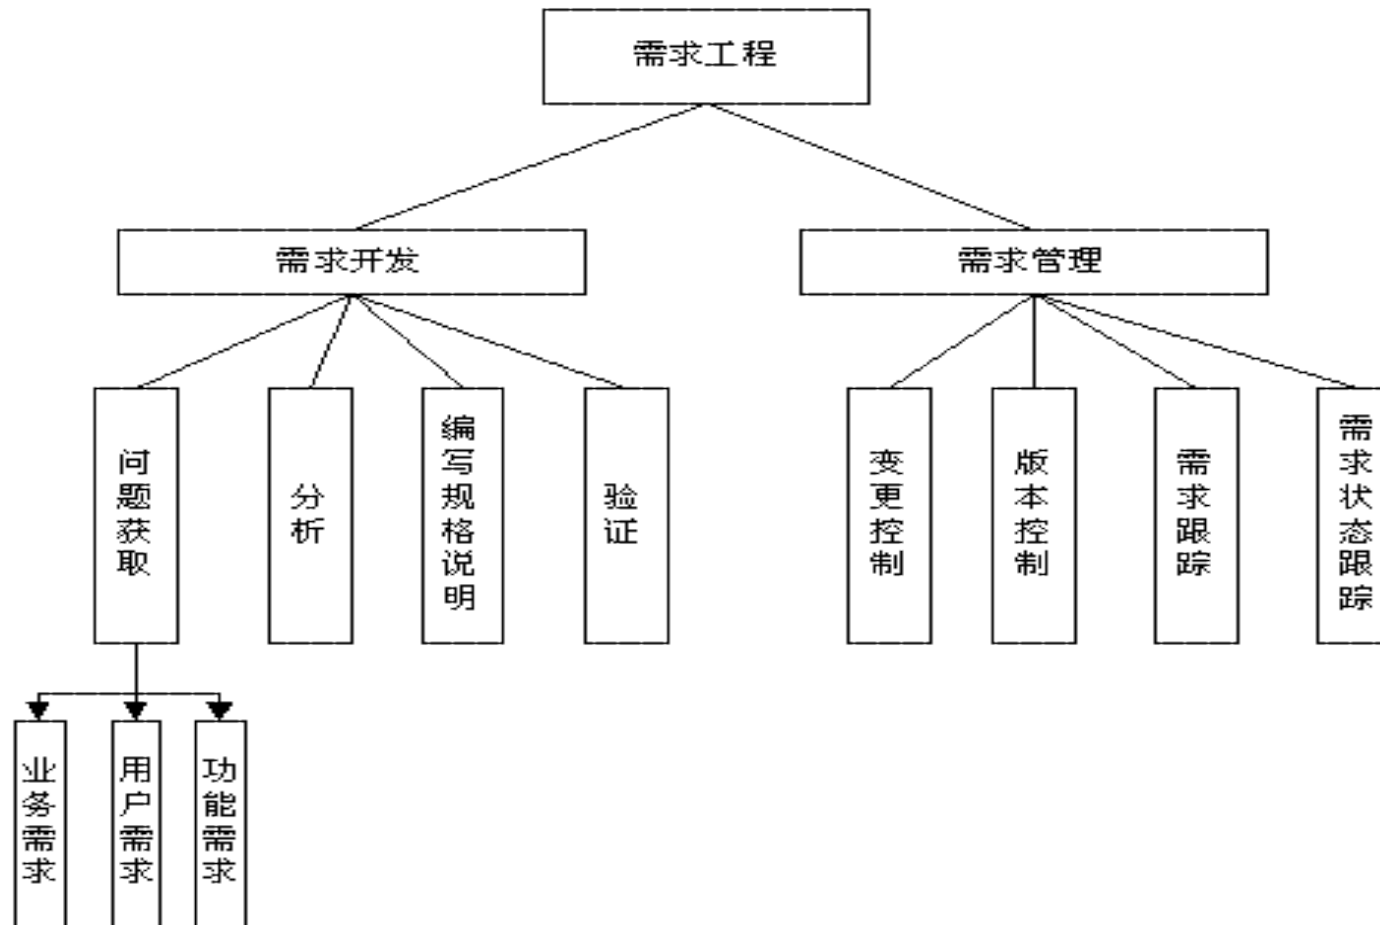 需求工程
需求开发
需求管理
问题获取
分析
编写规格说明
验证
变更控制
版本控制
需求跟踪
需求状态跟踪
业务需求
用户需求
功能需求